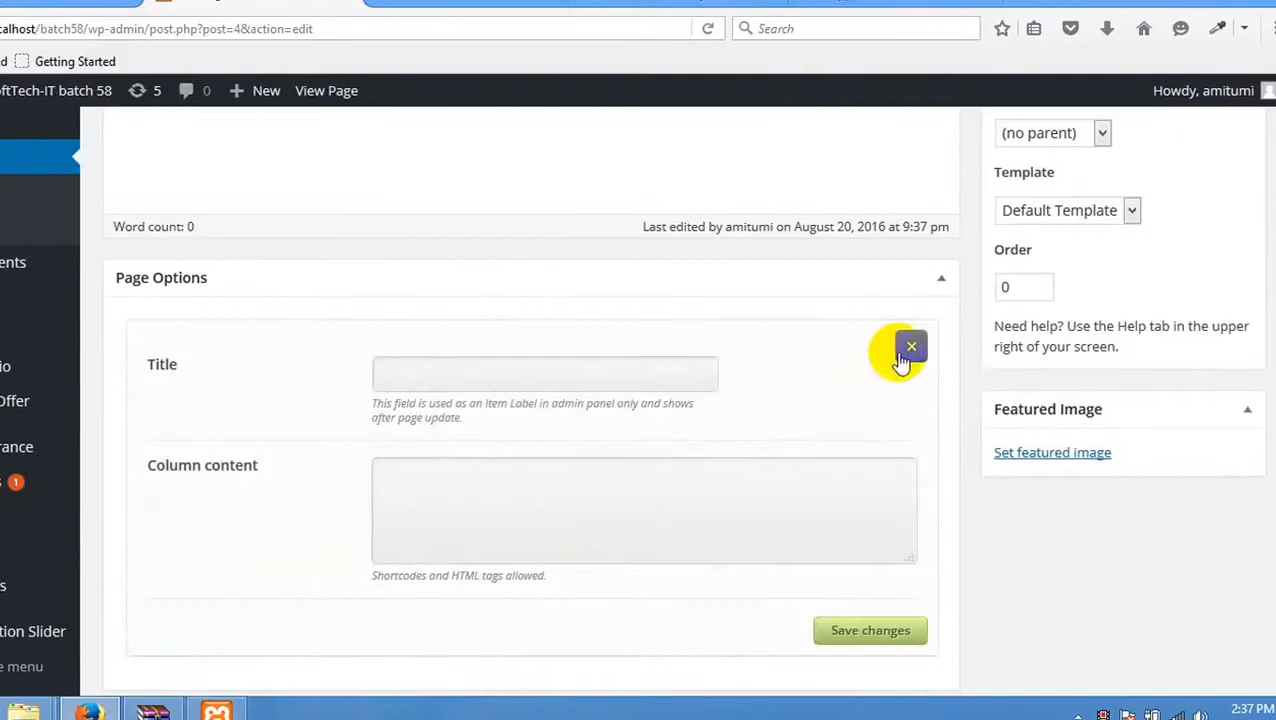 calhost/batch58/wp-admin/post.php?post=4&action=edit
Search
Getting Started
ftTech-IT batch 58
5
0
New
View Page
Howdy, amitumi
(no parent)
Template
Default Template
Word count: 0
Last edited by amitumi on August 20, 2016 at 9:37 pm
Order
0
Page Options
Need help? Use the Help tab in the upper
right of your screen.
Title
This field is used as an Item Label in admin panel only and shows
after page update.
Featured Image
Set featured image
Column content
Shortcodes and HTML tags allowed.
Save changes
ents
io
Offer
rance
1
s
tion Slider
e menu
2:37 PM